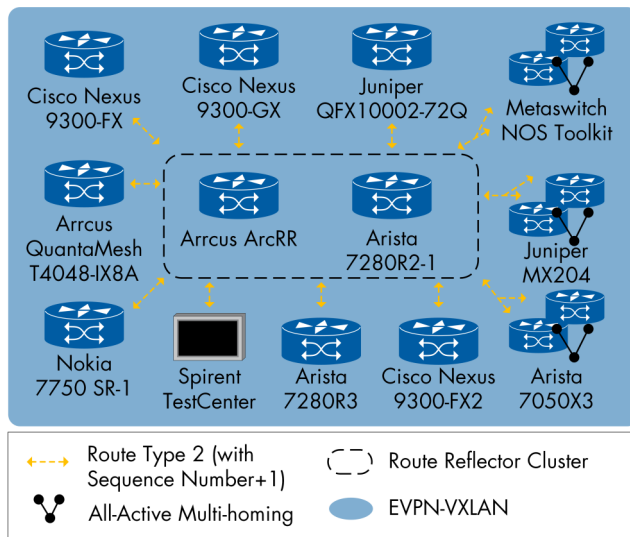 Cisco Nexus
9300-FX
Cisco Nexus
9300-GX
Juniper
QFX10002-72Q
Metaswitch
NOS Toolkit
Arrcus
QuantaMesh
T4048-IX8A
Arrcus ArcRR
Arista
7280R2-1
Juniper
MX204
Nokia
7750 SR-1
Spirent
TestCenter
Arista
7280R3
Cisco Nexus
9300-FX2
Arista
7050X3
Route Type 2 (with
Sequence Number+1)
Route Reflector Cluster
All-Active Multi-homing
EVPN-VXLAN